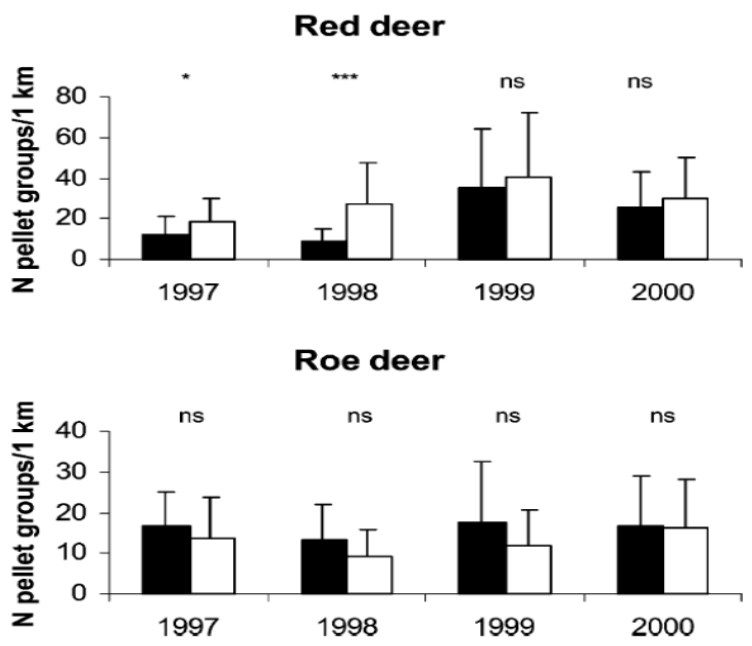 Red deer
* *** ns ns
N pellet groups/1 km
80
60
40
20
0
1997 1998 1999 2000
Roe deer
ns ns ns ns
N pellet groups/1 km
40
30
20
10
0
1997 1998 1999 2000